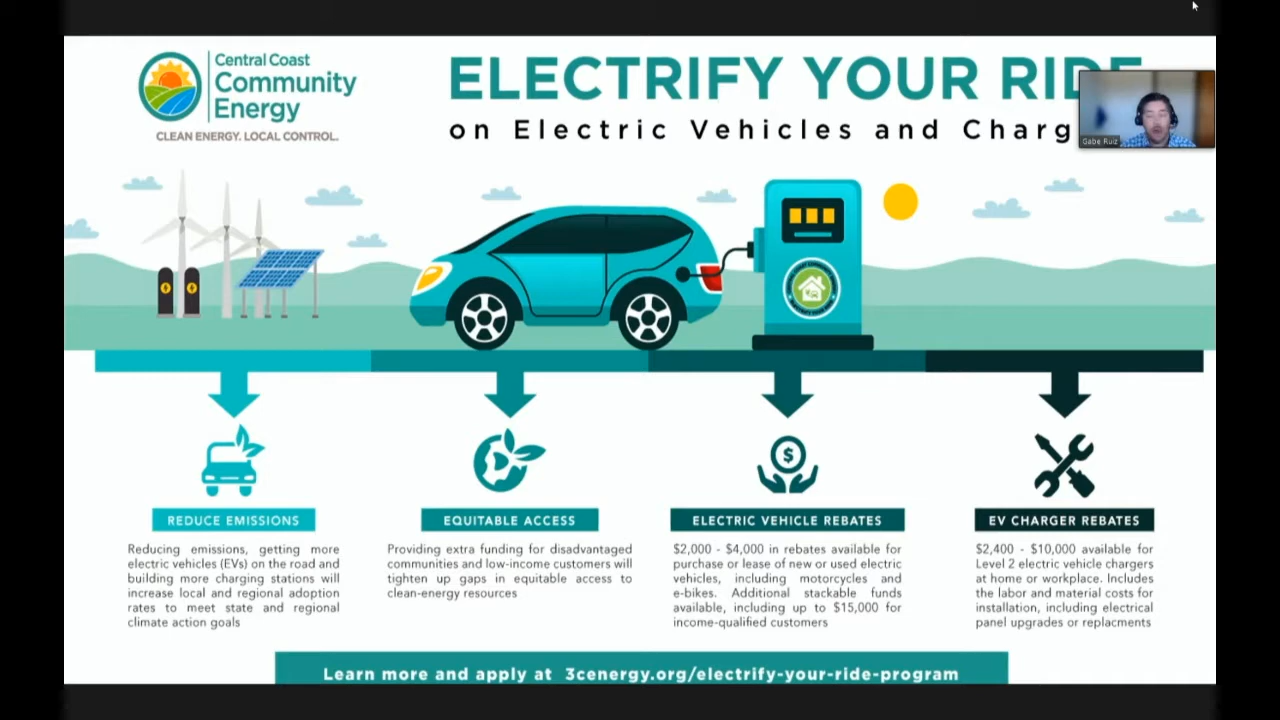 Central Coast
Community
Energy
CLEAN ENERGY. LOCAL CONTROL.
ELECTRIFY YOUR RIDE
on Electric Vehicles and Charg
Gabe Ruiz
REDUCE EMISSIONS
Reducing emissions, getting more
electric vehicles (EVs) on the road and
building more charging stations will
increase local and regional adoption
rates to meet state and regional
climate action goals
EQUITABLE ACCESS
Providing extra funding for disadvantaged
communities and low-income customers will
tighten up gaps in equitable access to
clean-energy resources
ELECTRIC VEHICLE REBATES
$2,000 - $4,000 in rebates available for
purchase or lease of new or used electric
vehicles, including motorcycles and
e-bikes. Additional stackable funds
available, including up to $15,000 for
income-qualified customers
EV CHARGER REBATES
$2,400 - $10,000 available for
Level 2 electric vehicle chargers
at home or workplace. Includes
the labor and material costs for
installation, including electrical
panel upgrades or replacments
Learn more and apply at 3cenergy.org/electrify-your-ride-program